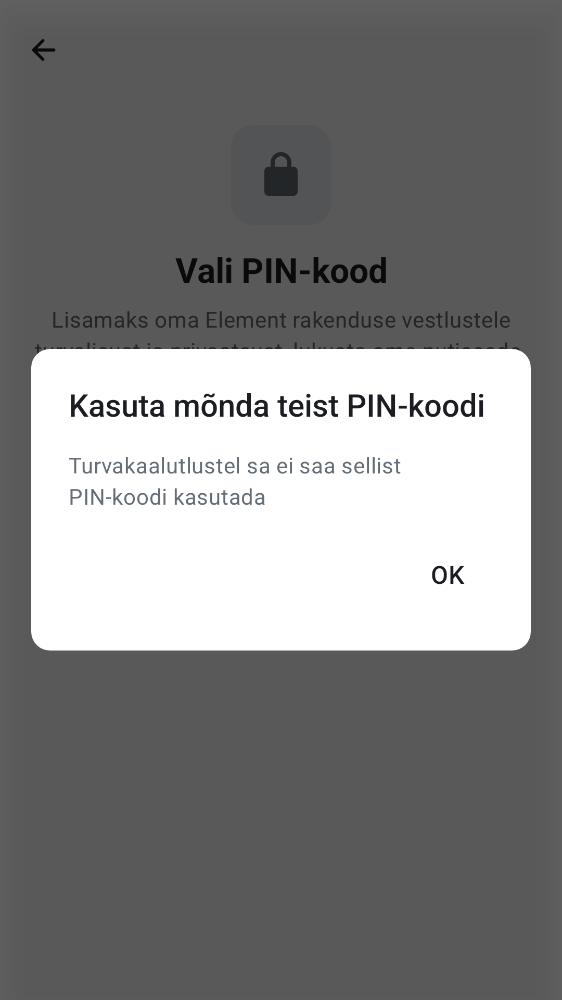 Vali PIN-kood
Lisamaks oma Element rakenduse vestlustele
Kasuta mõnda teist PIN-koodi
Turvakaalutlustel sa ei saa sellist
PIN-koodi kasutada
OK